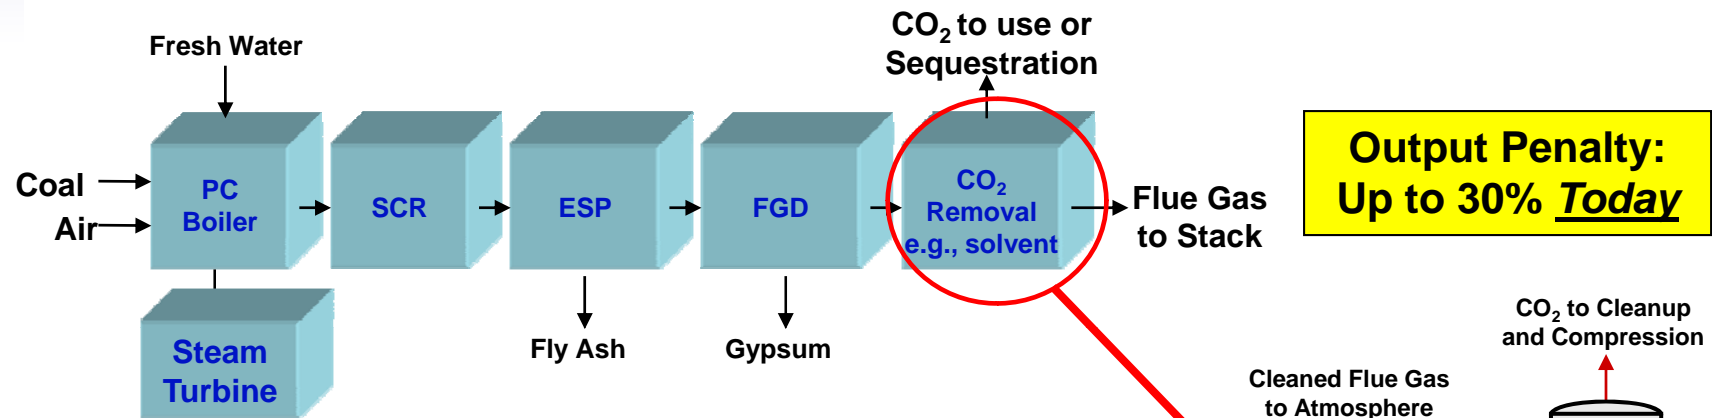 Fresh Water
CO2 to use or
Sequestration
Coal
Air
PC
Boiler
SCR
ESP
FGD
CO2
Removal
e.g., solvent
Flue Gas
to Stack
Output Penalty:
Up to 30% Today
Steam
Turbine
Fly Ash
Gypsum
CO2 to Cleanup
and Compression
Cleaned Flue Gas
to Atmosphere